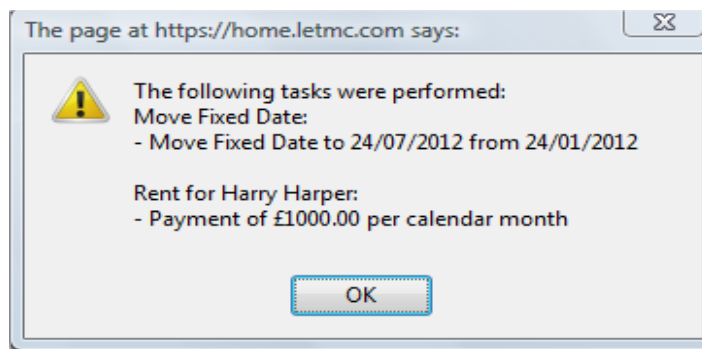 The page at https://home.letmc.com says:
The following tasks were performed:
Move Fixed Date:
- Move Fixed Date to 24/07/2012 from 24/01/2012
Rent for Harry Harper:
- Payment of £1000.00 per calendar month
OK